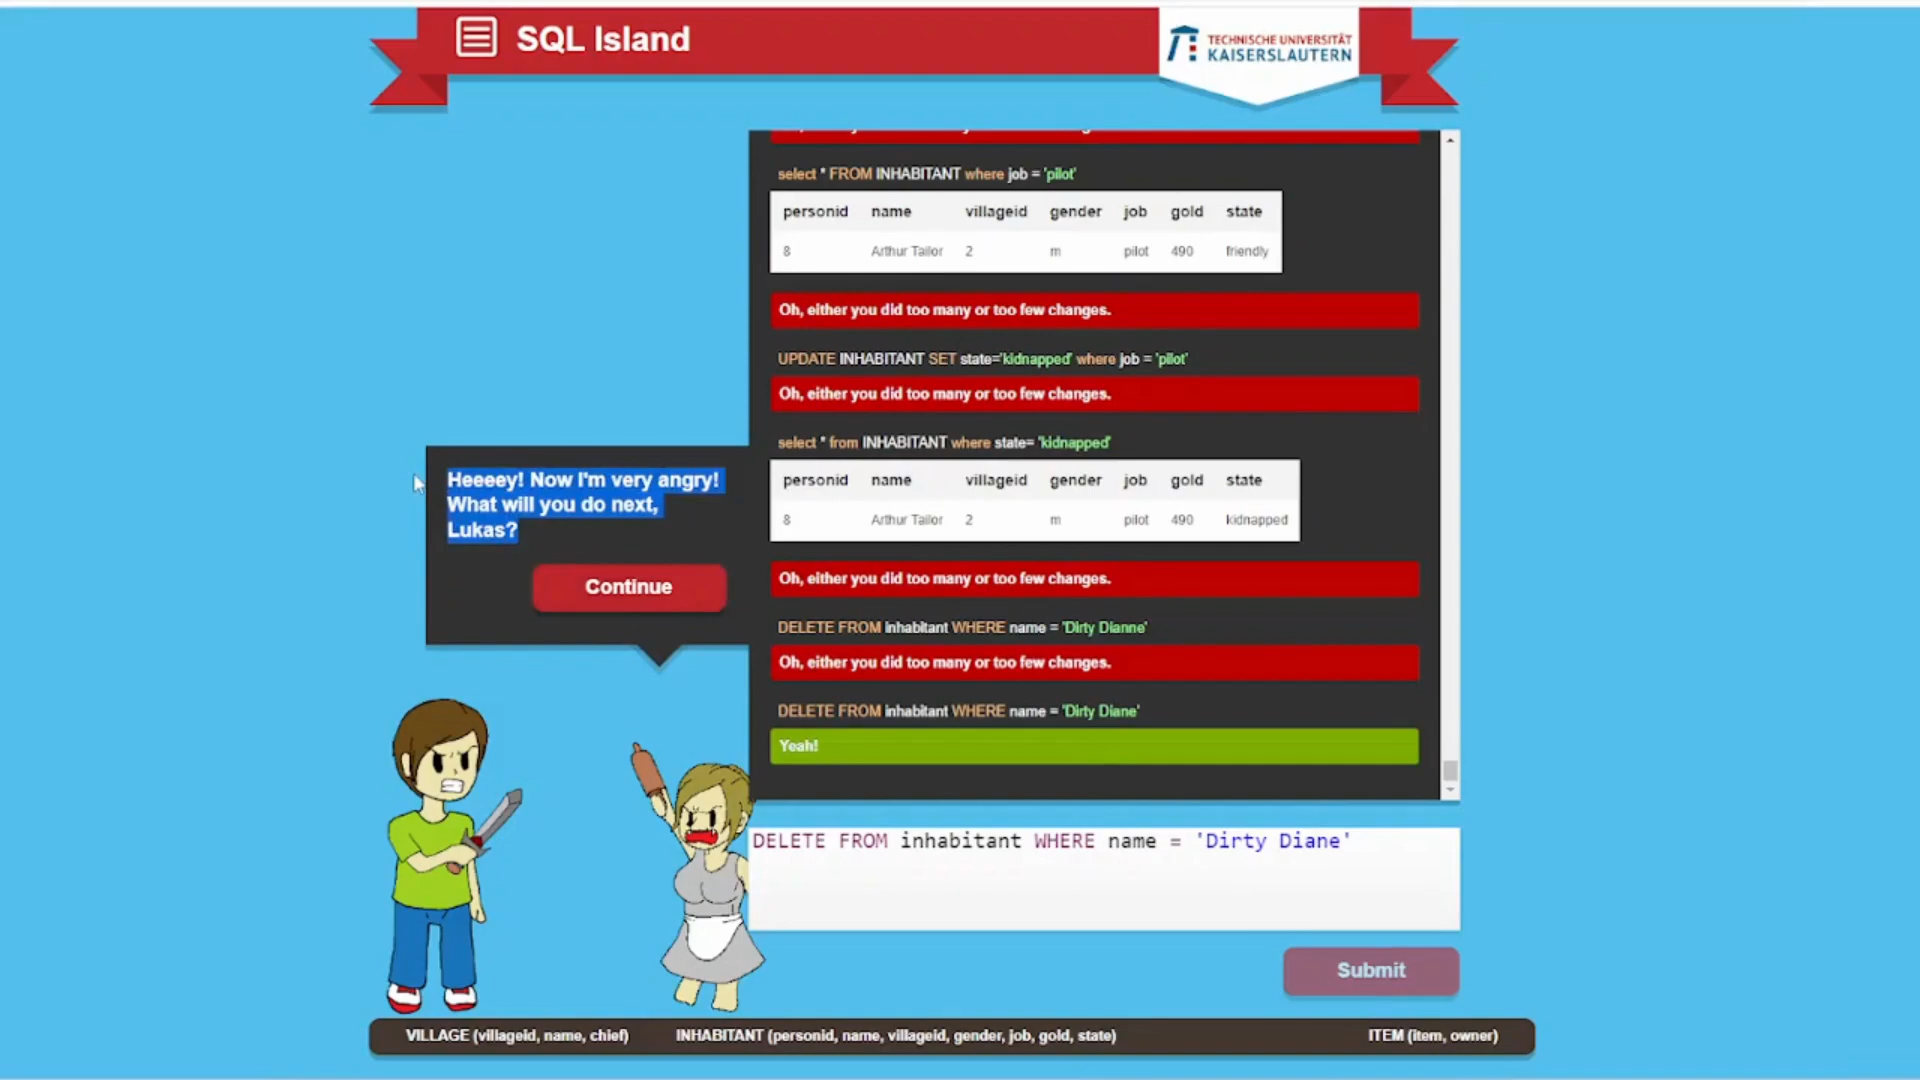 SQL Island
TECHNISCHE UNIVERSITÄT
KAISERSLAUTERN
select * FROM INHABITANT where job = 'pilot'
personid name villageid gender job gold state
8 Arthur Tailor 2 m pilot 490 friendly
Oh, either you did too many or too few changes.
UPDATE INHABITANT SET state='kidnapped' where job = 'pilot'
Oh, either you did too many or too few changes.
select * from INHABITANT where state= 'kidnapped'
personid name villageid gender job gold state
8 Arthur Tailor 2 m pilot 490 kidnapped
Oh, either you did too many or too few changes.
DELETE FROM inhabitant WHERE name = 'Dirty Dianne'
Oh, either you did too many or too few changes.
DELETE FROM inhabitant WHERE name = 'Dirty Diane'
Yeah!
Heeeey! Now I'm very angry!
What will you do next,
Lukas?
Continue
DELETE FROM inhabitant WHERE name = 'Dirty Diane'
Submit
VILLAGE (villageid, name, chief) INHABITANT (personid, name, villageid, gender, job, gold, state) ITEM (item, owner)